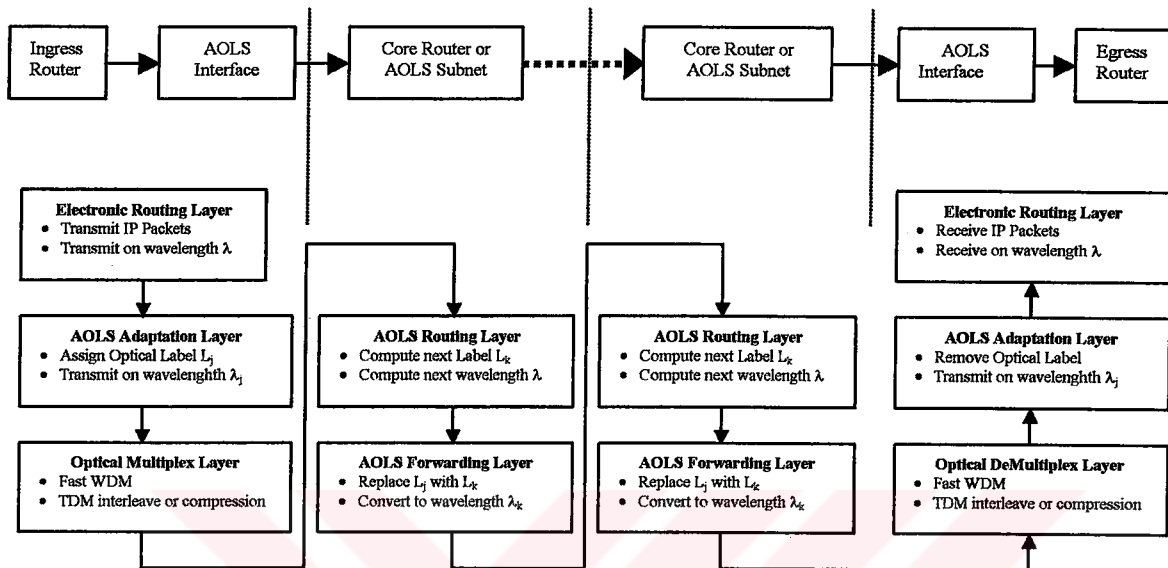 Ingress
Router
AOLS
Interface
Core Router or
AOLS Subnet
Core Router or
AOLS Subnet
AOLS
Interface
Egress
Router
Electronic Routing Layer
• Transmit IP Packets
• Transmit on wavelength λ
AOLS Adaptation Layer
• Assign Optical Label Lj
• Transmit on wavelenghth λj
Optical Multiplex Layer
• Fast WDM
• TDM interleave or compression
AOLS Routing Layer
• Compute next Label Lk
• Compute next wavelength λ
AOLS Forwarding Layer
• Replace Lj with Lk
• Convert to wavelength λk
AOLS Routing Layer
• Compute next Label Lk
• Compute next wavelength λ
AOLS Forwarding Layer
• Replace Lj with Lk
• Convert to wavelength λk
Electronic Routing Layer
• Receive IP Packets
• Receive on wavelength λ
AOLS Adaptation Layer
• Remove Optical Label
• Transmit on wavelenghth λj
Optical DeMultiplex Layer
• Fast WDM
• TDM interleave or compression